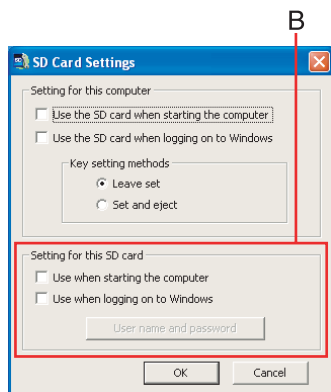 B
SD Card Settings
Setting for this computer
Use the SD card when starting the computer
Use the SD card when logging on to Windows
Key setting methods
Leave set
Set and eject
Setting for this SD card
Use when starting the computer
Use when logging on to Windows
User name and password
OK Cancel